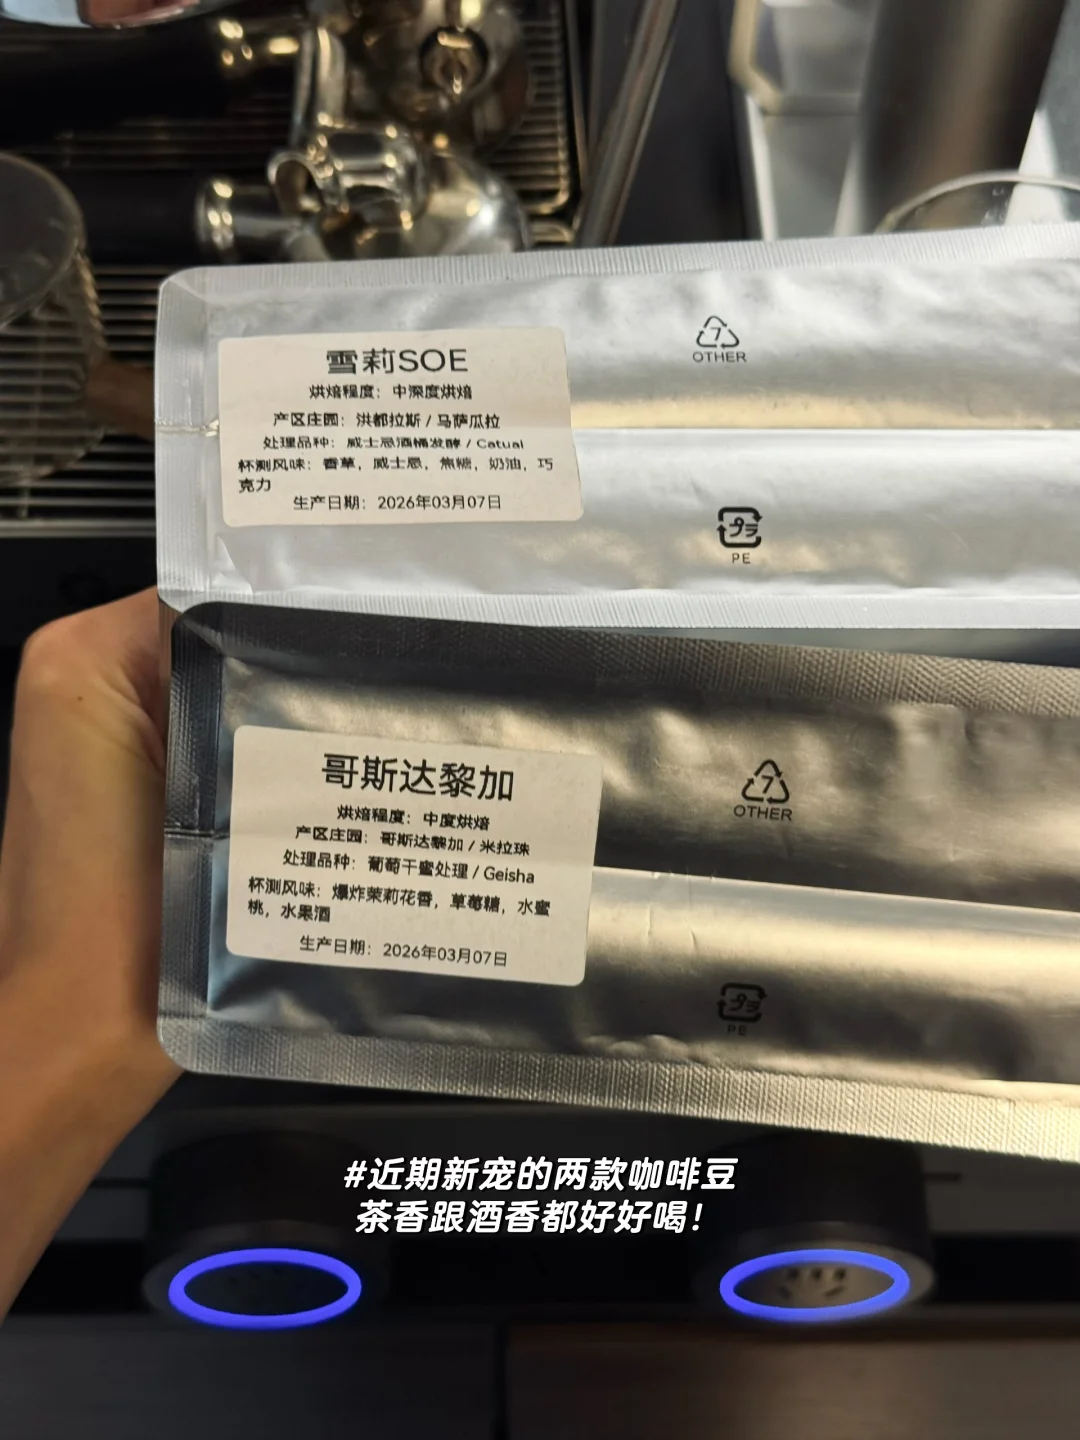 雪莉SOE
烘焙程度：中深度烘焙
产区庄园：洪都拉斯 / 马萨瓜拉
处理品种：威士忌酒桶发酵 / Catuai
杯测风味：香草，威士忌，焦糖，奶油，巧
克力
生产日期：2026年03月07日
7
OTHER
プラ
PE
哥斯达黎加
烘焙程度：中度烘焙
产区庄园：哥斯达黎加 / 米拉珠
处理品种：葡萄干蜜处理 / Geisha
杯测风味：爆炸茉莉花香，草莓糖，水蜜
桃，水果酒
生产日期：2026年03月07日
7
OTHER
プラ
PE
#近期新宠的两款咖啡豆
茶香跟酒香都好好喝！